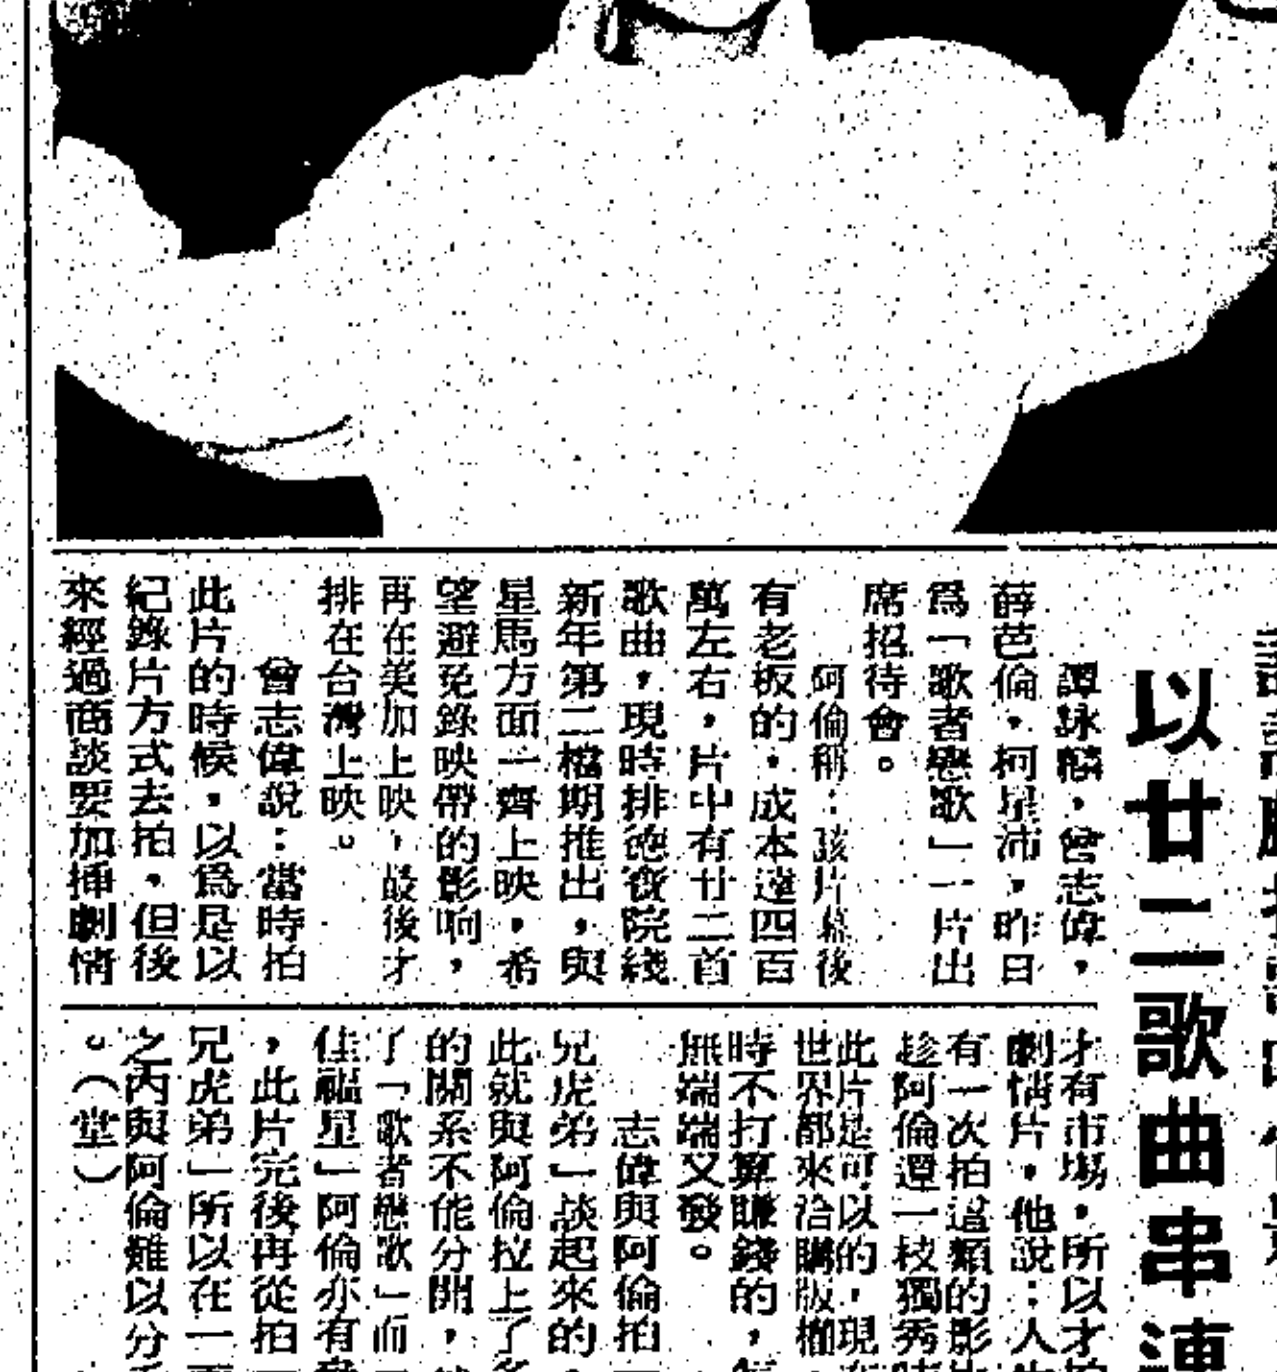 以廿二歌曲串連
譚詠麟，曾志偉，
薛芭倫，柯星沛，昨日
爲「歌者戀歌」一片出
席招待會。
阿倫稱：該片幕後
有老板的，成本達四百
萬左右，片中有廿二首
歌曲，現時排德寶院綫
新年第二檔期推出，與
星馬方面一齊上映，希
望避免錄映帶的影响，
再在美加上映，最後才
排在台灣上映。
曾志偉說：當時拍
此片的時候，以爲是以
紀錄片方式去拍，但後
來經過商談要加揷劇情
才有市場，所以才
劇情片，他說：人
有一次拍這類的影
趁阿倫還一枝獨秀
此片是可以的，現
世界都來洽購版權，
時不打算賺錢的，
無端端又發。
志偉與阿倫拍
兄虎弟」談起來的，
此就與阿倫拉上了
的關系不能分開，
了「歌者戀歌」而
佳福星」阿倫亦有
，此片完後再從拍
兄虎弟」所以在一
之內與阿倫難以分
。（堂）